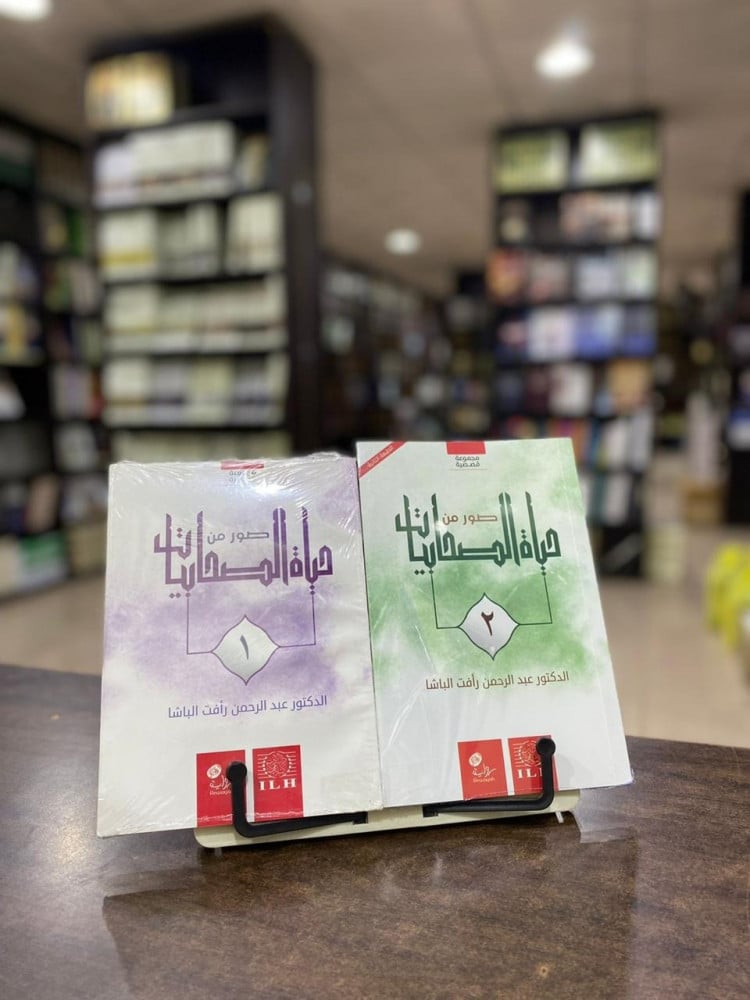 صور من
حياة الصحابيات
١
الدكتور عبد الرحمن رأفت الباشا
ILH
مجموعة
قصصية
صور من
حياة الصحابيات
٢
الدكتور عبد الرحمن رأفت الباشا